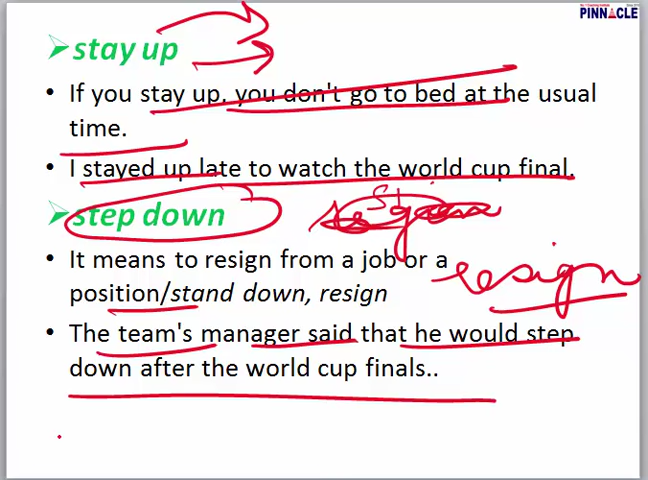 PINNACLE
stay up
If you stay up, you don't go to bed at the usual
time.
I stayed up late to watch the world cup final.
step down
It means to resign from a job or a
position/stand down, resign
resign
The team's manager said that he would step
down after the world cup finals..